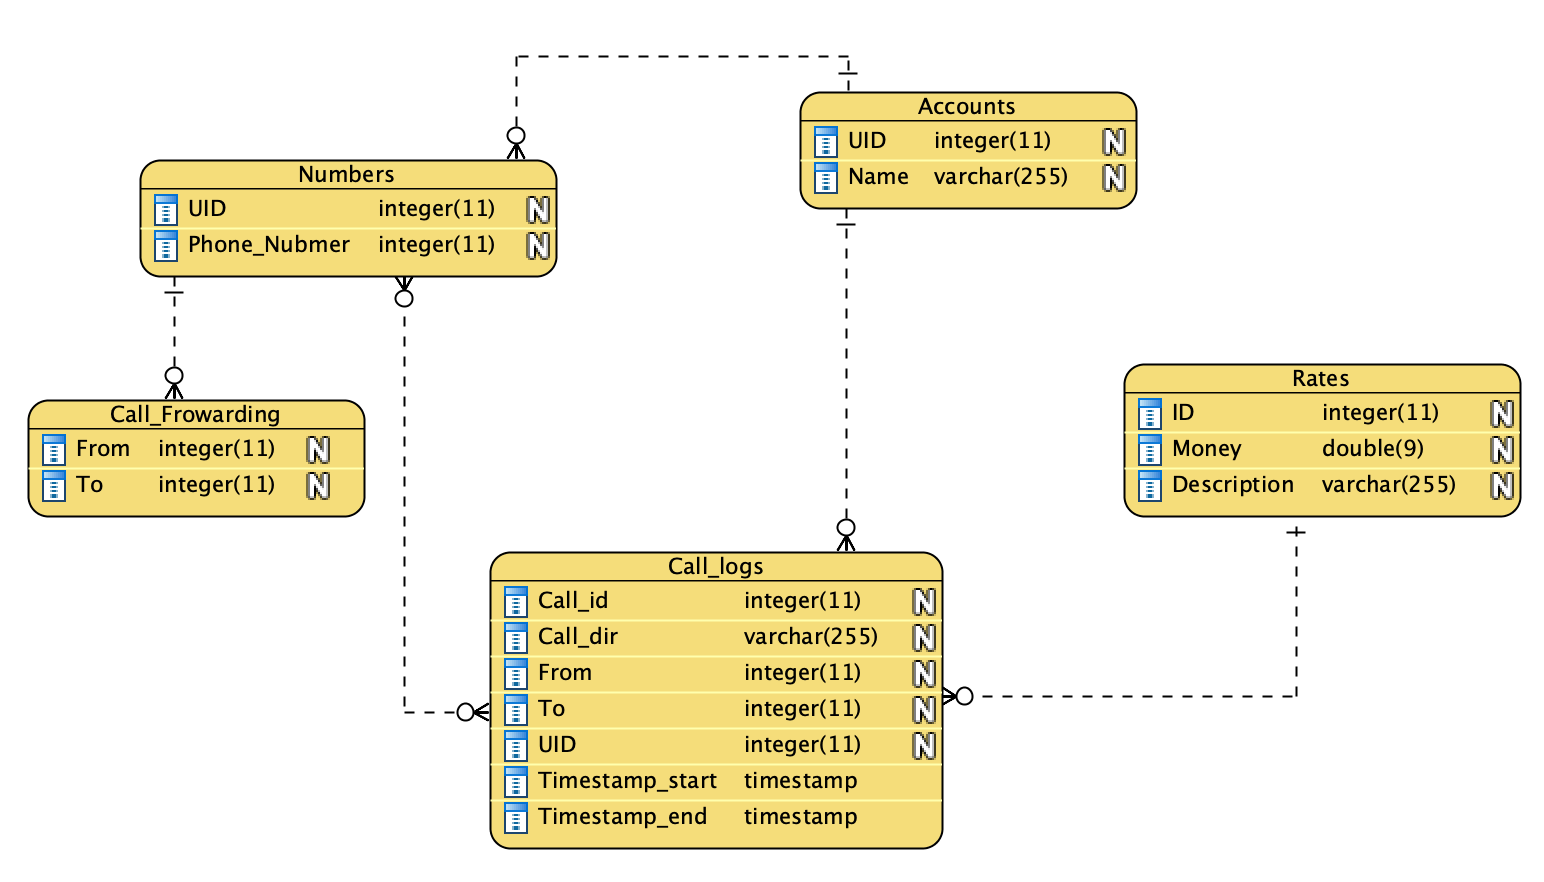 Accounts
UID integer(11) N
Name varchar(255) N
Numbers
UID integer(11) N
Phone_Nubmer integer(11) N
Call_Frowarding
From integer(11) N
To integer(11) N
Rates
ID integer(11) N
Money double(9) N
Description varchar(255) N
Call_logs
Call_id integer(11) N
Call_dir varchar(255) N
From integer(11) N
To integer(11) N
UID integer(11) N
Timestamp_start timestamp
Timestamp_end timestamp